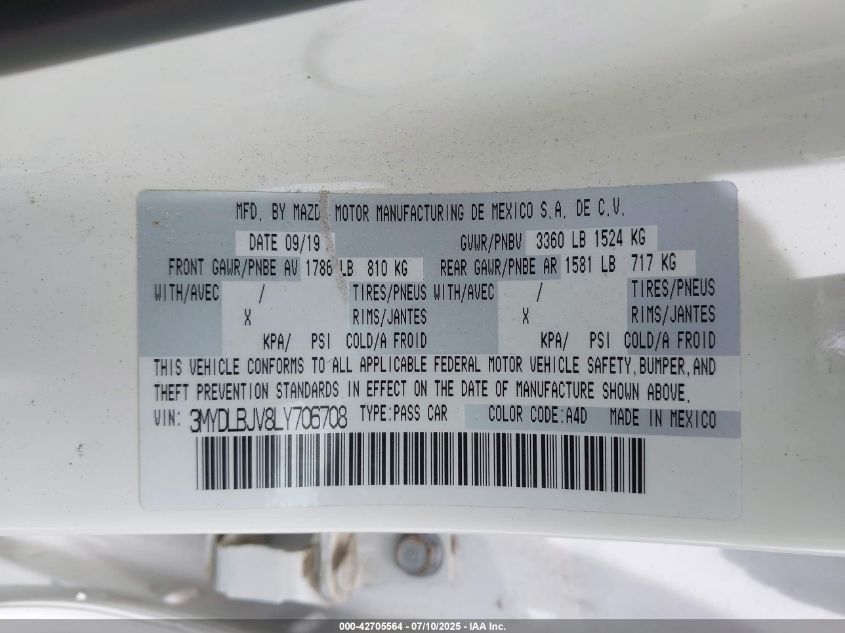 MFD. BY MAZD MOTOR MANUFACTURING DE MEXICO S.A. DE C.V.
DATE 09/19 GVWR/PNBV 3360 LB 1524 KG
FRONT GAWR/PNBE AV 1786 LB 810 KG REAR GAWR/PNBE AR 1581 LB 717 KG
WITH/AVEC / TIRES/PNEUS WITH/AVEC / TIRES/PNEUS
X RIMS/JANTES X RIMS/JANTES
KPA/ PSI COLD/A FROID KPA/ PSI COLD/A FROID
THIS VEHICLE CONFORMS TO ALL APPLICABLE FEDERAL MOTOR VEHICLE SAFETY, BUMPER, AND
THEFT PREVENTION STANDARDS IN EFFECT ON THE DATE OF MANUFACTURE SHOWN ABOVE.
VIN: 3MYDLBJV8LY706708 TYPE:PASS CAR COLOR CODE:A4D MADE IN MEXICO
000-42705564 - 07/10/2025 - IAA Inc.